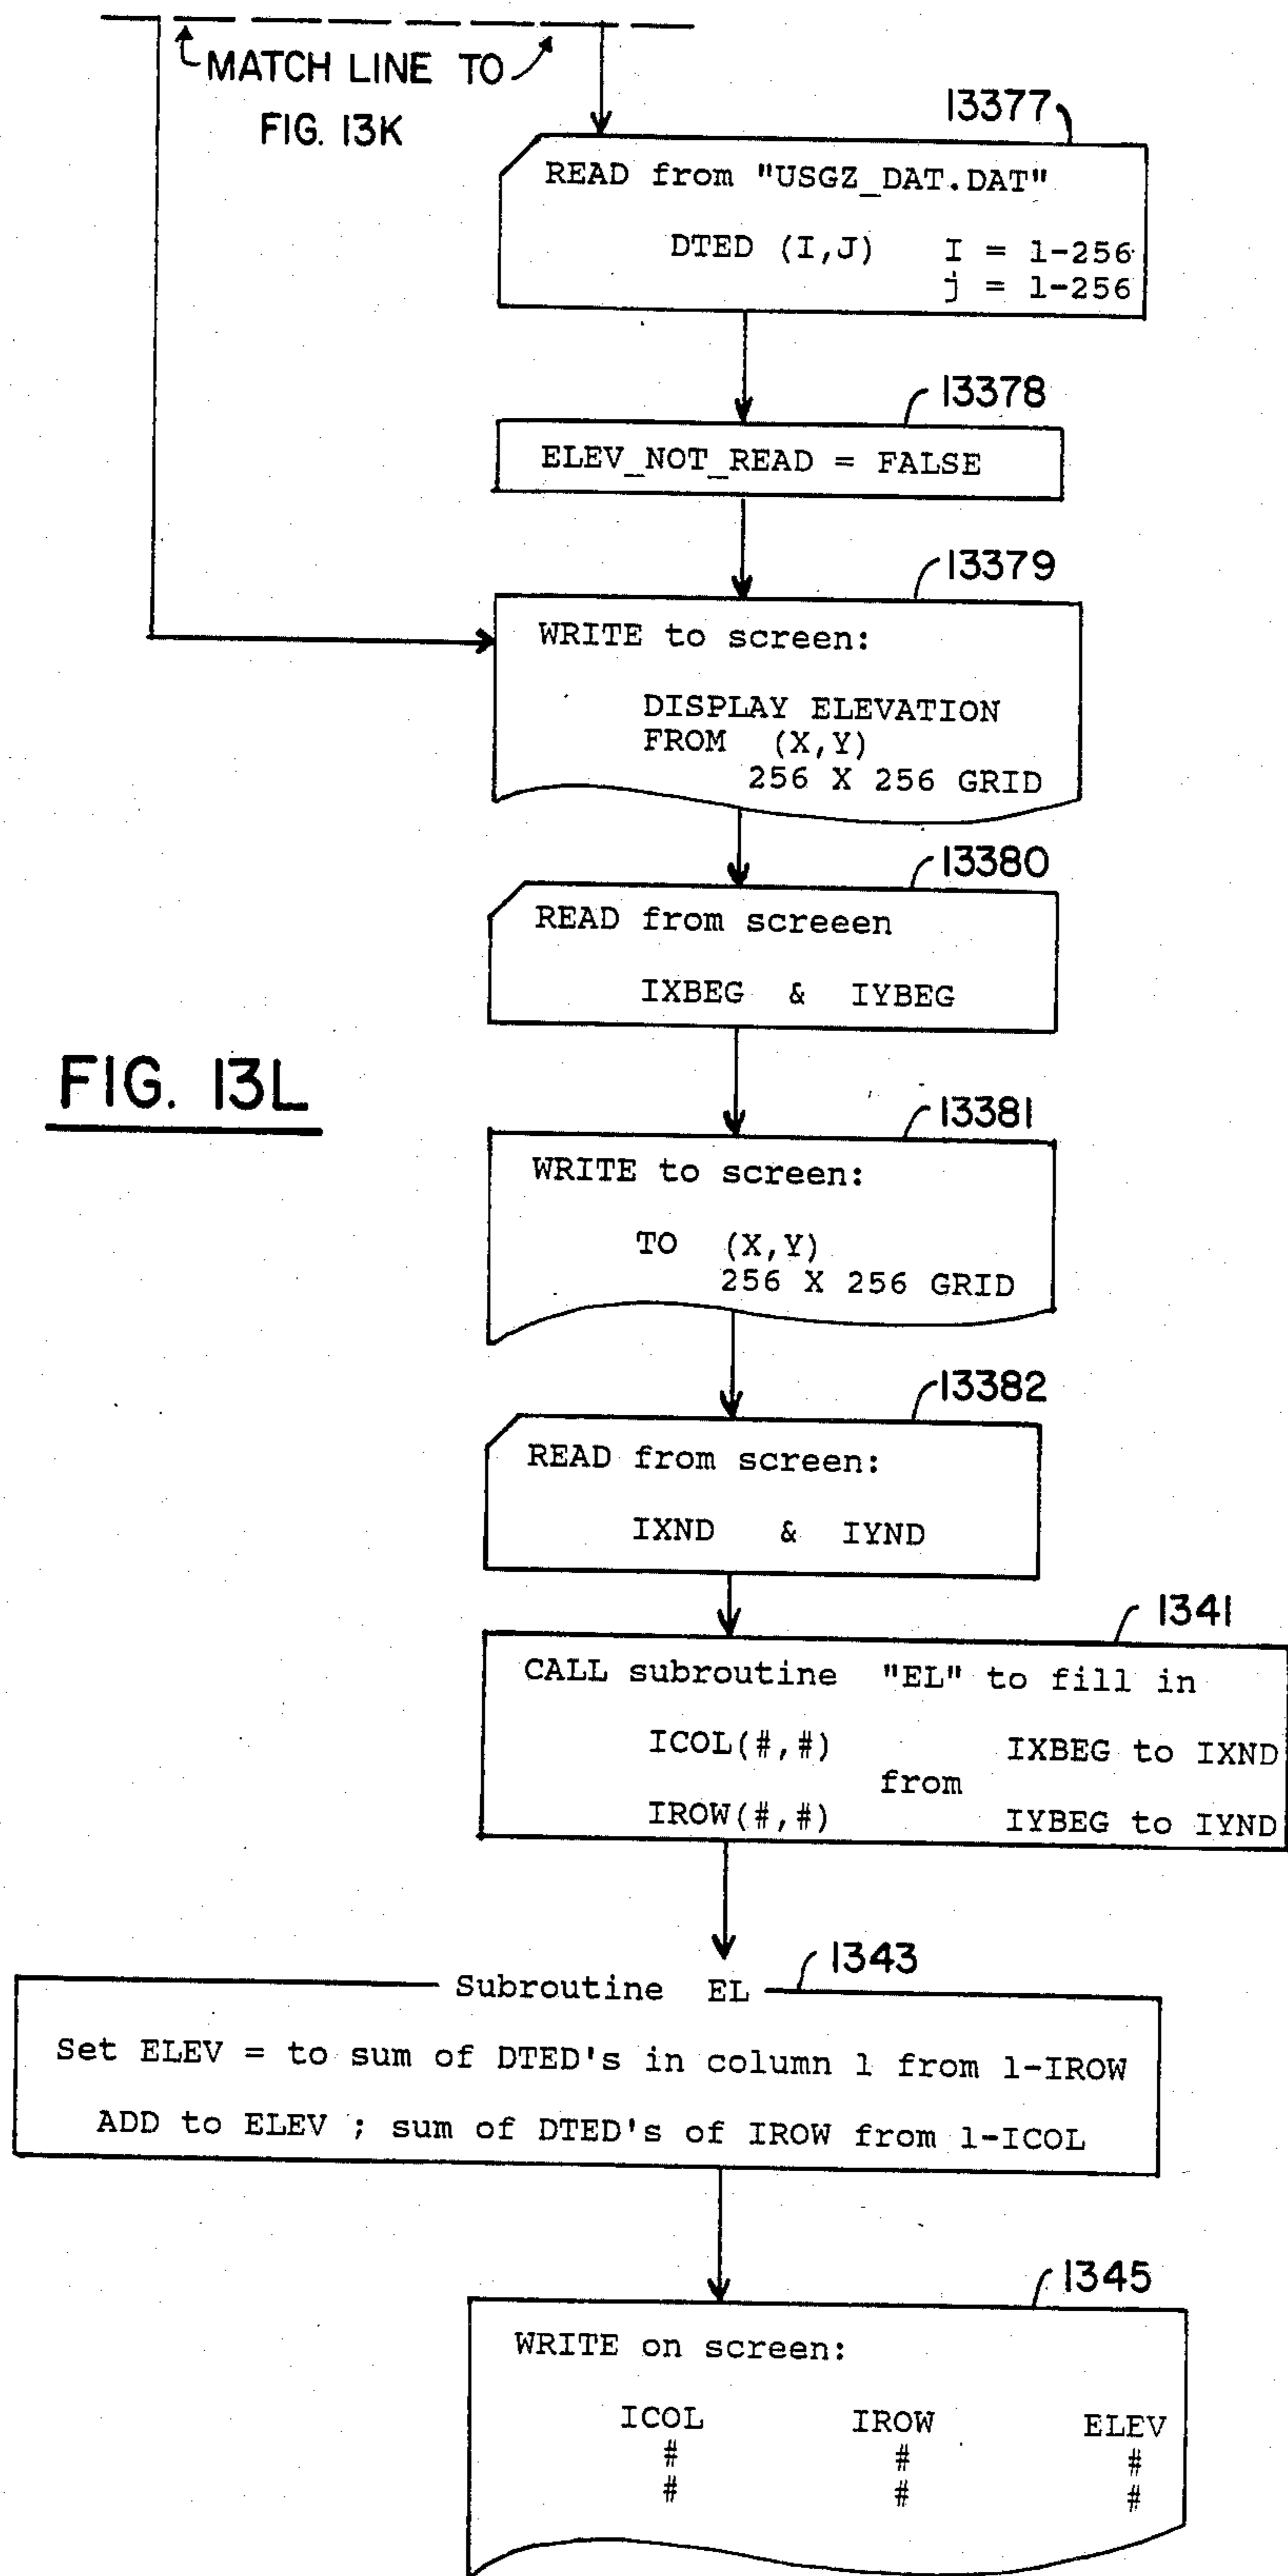 MATCH LINE TO
FIG. 13K
13377
READ from "USGZ_DAT.DAT"
DTED (I,J) I = 1-256
j = 1-256
13378
ELEV_NOT_READ = FALSE
13379
WRITE to screen:
DISPLAY ELEVATION
FROM (X,Y)
256 X 256 GRID
13380
READ from screeen
IXBEG & IYBEG
FIG. 13L
13381
WRITE to screen:
TO (X,Y)
256 X 256 GRID
13382
READ from screen:
IXND & IYND
1341
CALL subroutine "EL" to fill in
ICOL(#,#) IXBEG to IXND
from
IROW(#,#) IYBEG to IYND
1343
Subroutine EL
Set ELEV = to sum of DTED's in column 1 from 1-IROW
ADD to ELEV ; sum of DTED's of IROW from 1-ICOL
1345
WRITE on screen:
ICOL IROW ELEV
# # #
# # #